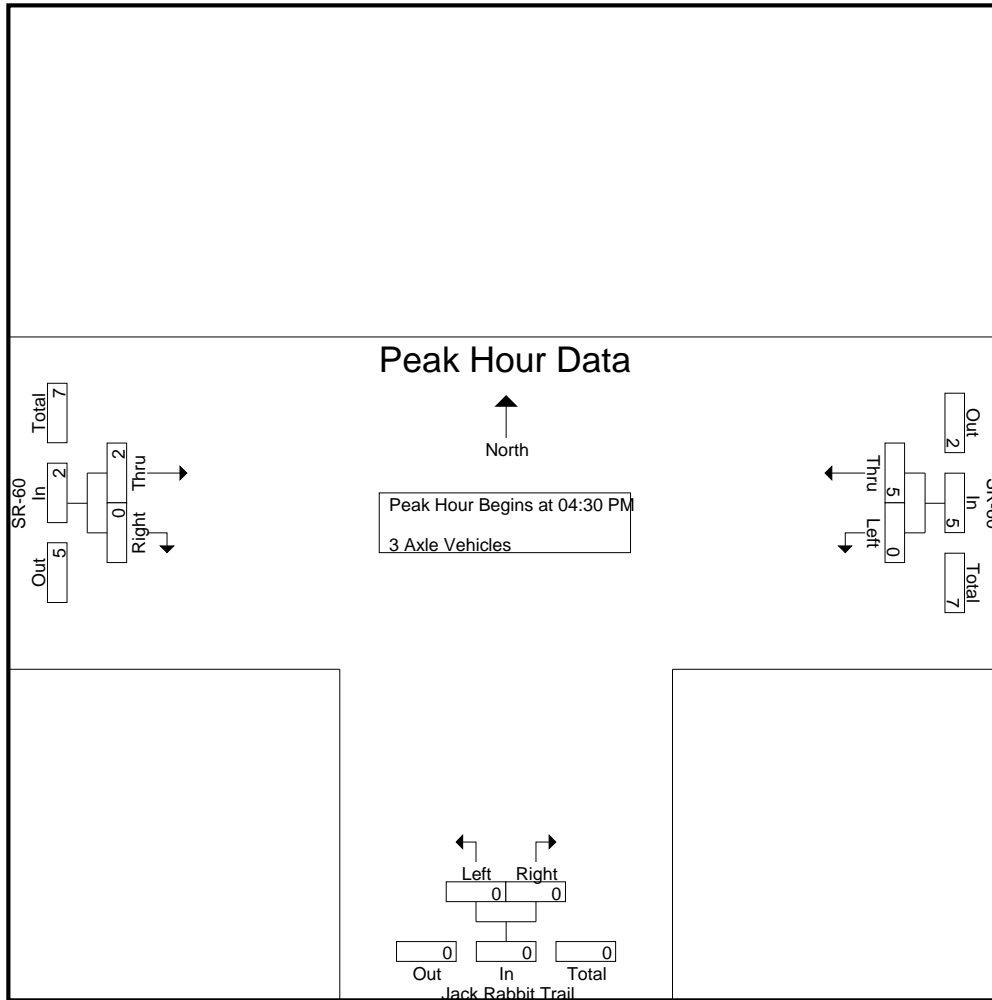 Peak Hour Data
North
Peak Hour Begins at 04:30 PM
3 Axle Vehicles
SR-60
Total
7
In
2
Out
5
Thru
2
Right
0
Out
2
In
5
Total
7
Thru
5
Left
0
Left
0
Right
0
0
0
0
Out
In
Total
Jack Rabbit Trail